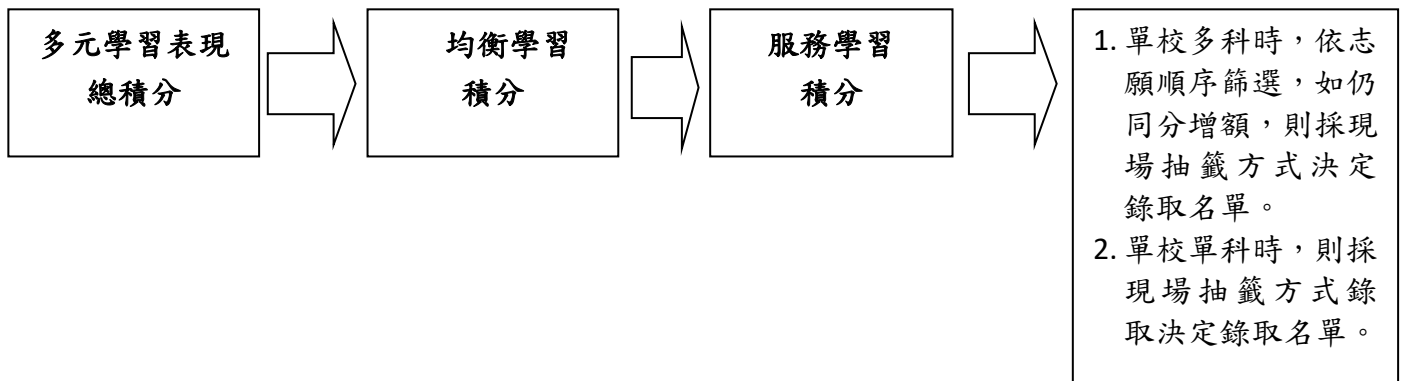 多元學習表現
總積分
均衡學習
積分
服務學習
積分
1. 單校多科時，依志
願順序篩選，如仍
同分增額，則採現
場抽籤方式決定
錄取名單。
2. 單校單科時，則採
現場抽籤方式錄
取決定錄取名單。